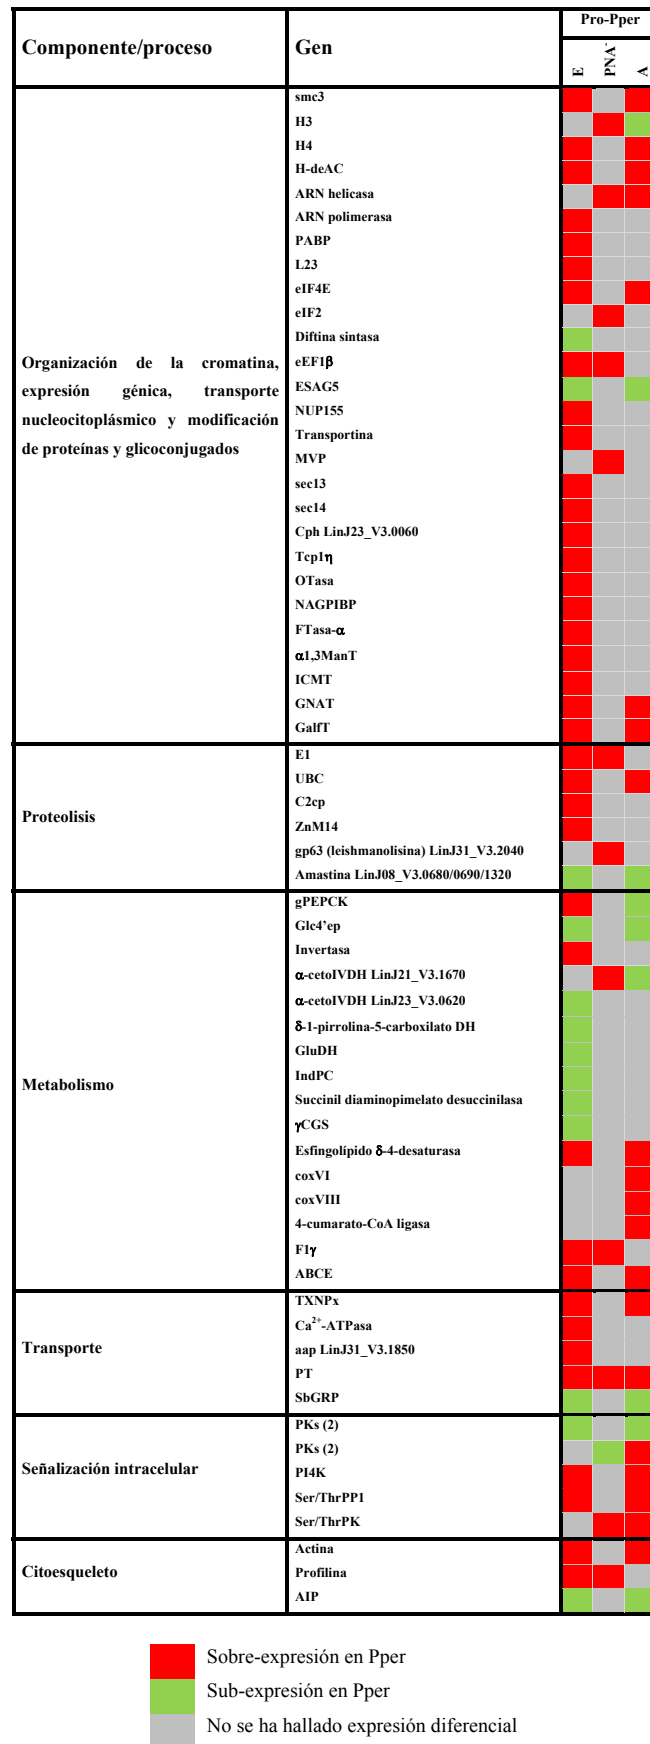 Componente/proceso
Gen
Pro-Pper
E
PNA-
A
smc3
H3
H4
H-deAC
ARN helicasa
ARN polimerasa
PABP
L23
eIF4E
eIF2
Diftina sintasa
Organización de la cromatina,
expresión génica, transporte
nucleocitoplásmico y modificación
de proteínas y glicoconjugados
eEF1β
ESAG5
NUP155
Transportina
MVP
sec13
sec14
Cph LinJ23_V3.0060
Tcp1η
OTasa
NAGPIBP
FTasa-α
α1,3ManT
ICMT
GNAT
GalfT
Proteolisis
E1
UBC
C2cp
ZnM14
gp63 (leishmanolisina) LinJ31_V3.2040
Amastina LinJ08_V3.0680/0690/1320
Metabolismo
gPEPCK
Glc4’ep
Invertasa
α-cetoIVDH LinJ21_V3.1670
α-cetoIVDH LinJ23_V3.0620
δ-1-pirrolina-5-carboxilato DH
GluDH
IndPC
Succinil diaminopimelato desuccinilasa
γCGS
Esfingolípido δ-4-desaturasa
coxVI
coxVIII
4-cumarato-CoA ligasa
F1γ
ABCE
Transporte
TXNPx
Ca2+-ATPasa
aap LinJ31_V3.1850
PT
SbGRP
Señalización intracelular
PKs (2)
PKs (2)
PI4K
Ser/ThrPP1
Ser/ThrPK
Citoesqueleto
Actina
Profilina
AIP
Sobre-expresión en Pper
Sub-expresión en Pper
No se ha hallado expresión diferencial